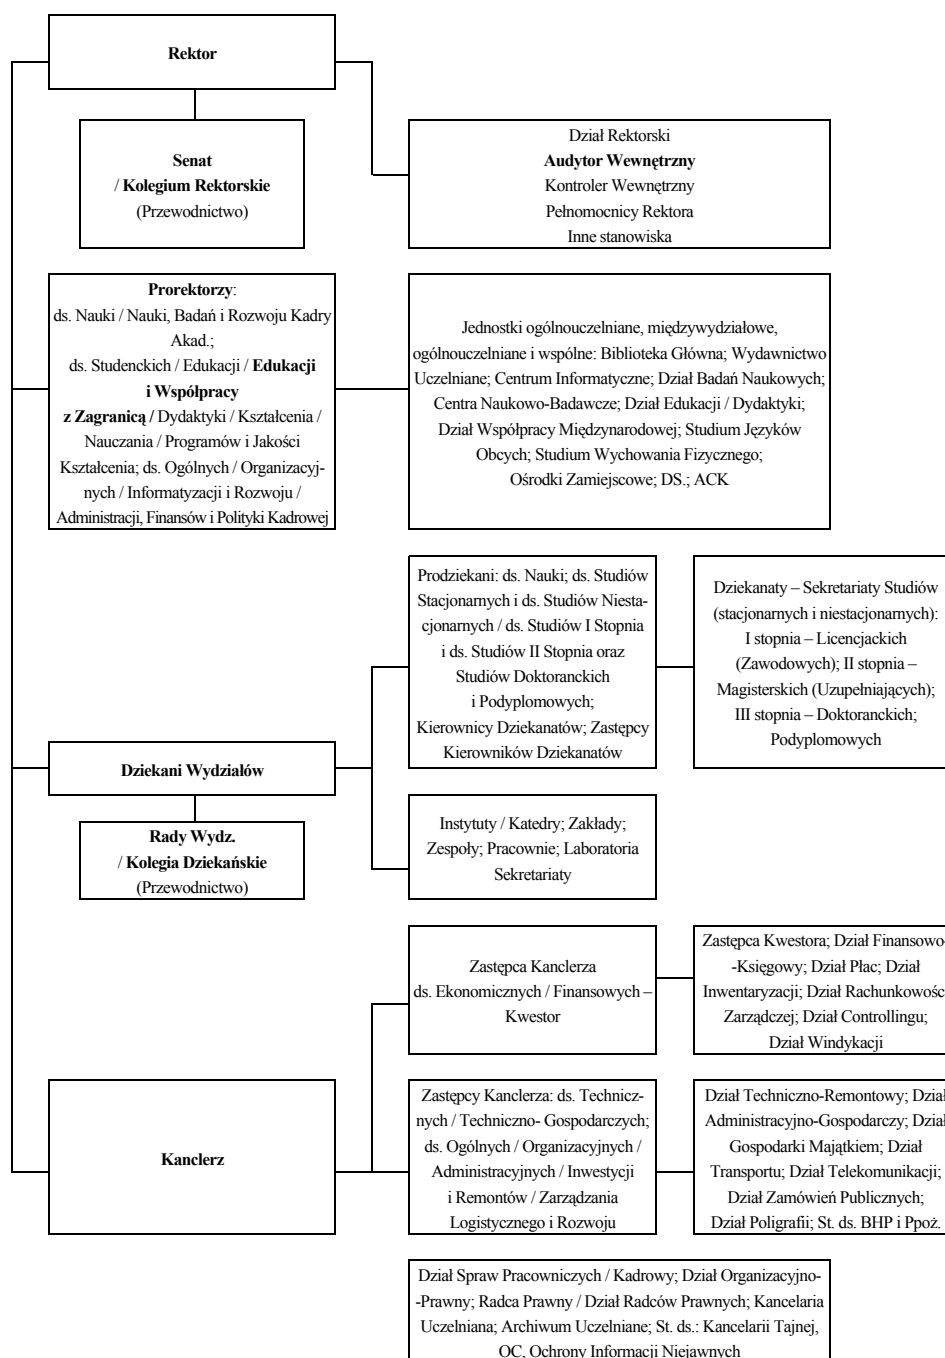 Rektor
Senat
/ Kolegium Rektorskie
(Przewodnictwo)
Dział Rektorski
Audytor Wewnętrzny
Kontroler Wewnętrzny
Pełnomocnicy Rektora
Inne stanowiska
Prorektorzy:
ds. Nauki / Nauki, Badań i Rozwoju Kadry
Akad.;
ds. Studenckich / Edukacji / Edukacji
i Współpracy
z Zagranicą / Dydaktyki / Kształcenia /
Nauczania / Programów i Jakości
Kształcenia; ds. Ogólnych / Organizacyj-
nych / Informatyzacji i Rozwoju /
Administracji, Finansów i Polityki Kadrowej
Jednostki ogólnouczelniane, międzywydziałowe,
ogólnouczelniane i wspólne: Biblioteka Główna; Wydawnictwo
Uczelniane; Centrum Informatyczne; Dział Badań Naukowych;
Centra Naukowo-Badawcze; Dział Edukacji / Dydaktyki;
Dział Współpracy Międzynarodowej; Studium Języków
Obcych; Studium Wychowania Fizycznego;
Ośrodki Zamiejscowe; DS.; ACK
Prodziekani: ds. Nauki; ds. Studiów
Stacjonarnych i ds. Studiów Niesta-
cjonarnych / ds. Studiów I Stopnia
i ds. Studiów II Stopnia oraz
Studiów Doktoranckich
i Podyplomowych;
Kierownicy Dziekanatów; Zastępcy
Kierowników Dziekanatów
Dziekanaty – Sekretariaty Studiów
(stacjonarnych i niestacjonarnych):
I stopnia – Licencjackich
(Zawodowych); II stopnia –
Magisterskich (Uzupełniających);
III stopnia – Doktoranckich;
Podyplomowych
Dziekani Wydziałów
Rady Wydz.
/ Kolegia Dziekańskie
(Przewodnictwo)
Instytuty / Katedry; Zakłady;
Zespoły; Pracownie; Laboratoria
Sekretariaty
Zastępca Kanclerza
ds. Ekonomicznych / Finansowych –
Kwestor
Zastępca Kwestora; Dział Finansowo-
-Księgowy; Dział Płac; Dział
Inwentaryzacji; Dział Rachunkowości
Zarządczej; Dział Controllingu;
Dział Windykacji
Kanclerz
Zastępcy Kanclerza: ds. Technicz-
nych / Techniczno- Gospodarczych;
ds. Ogólnych / Organizacyjnych /
Administracyjnych / Inwestycji
i Remontów / Zarządzania
Logistycznego i Rozwoju
Dział Techniczno-Remontowy; Dział
Administracyjno-Gospodarczy; Dział
Gospodarki Majątkiem; Dział
Transportu; Dział Telekomunikacji;
Dział Zamówień Publicznych;
Dział Poligrafii; St. ds. BHP i Ppoż.
Dział Spraw Pracowniczych / Kadrowy; Dział Organizacyjno-
-Prawny; Radca Prawny / Dział Radców Prawnych; Kancelaria
Uczelniana; Archiwum Uczelniane; St. ds.: Kancelarii Tajnej,
OC, Ochrony Informacji Niejawnych